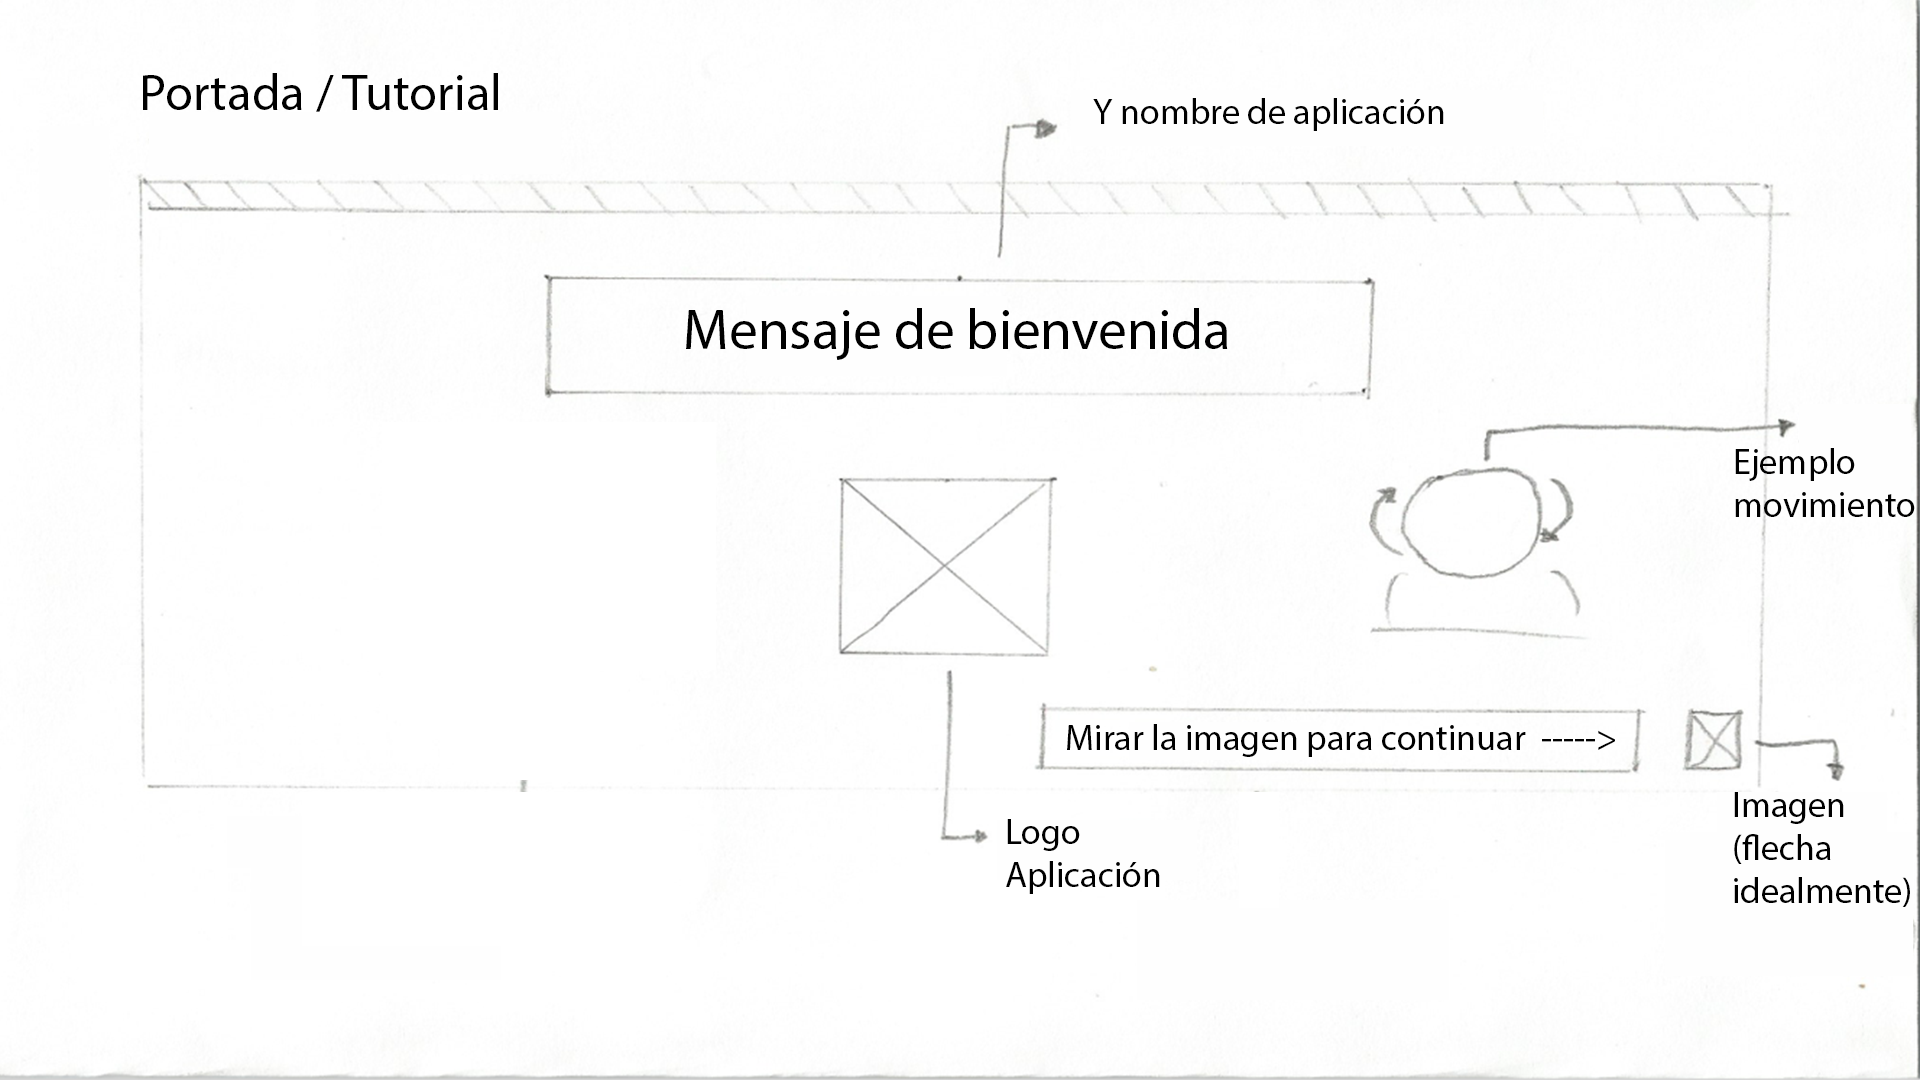 Portada / Tutorial
Y nombre de aplicación
Mensaje de bienvenida
Ejemplo
movimiento
Mirar la imagen para continuar ----->
Imagen
(flecha
idealmente)
Logo
Aplicación